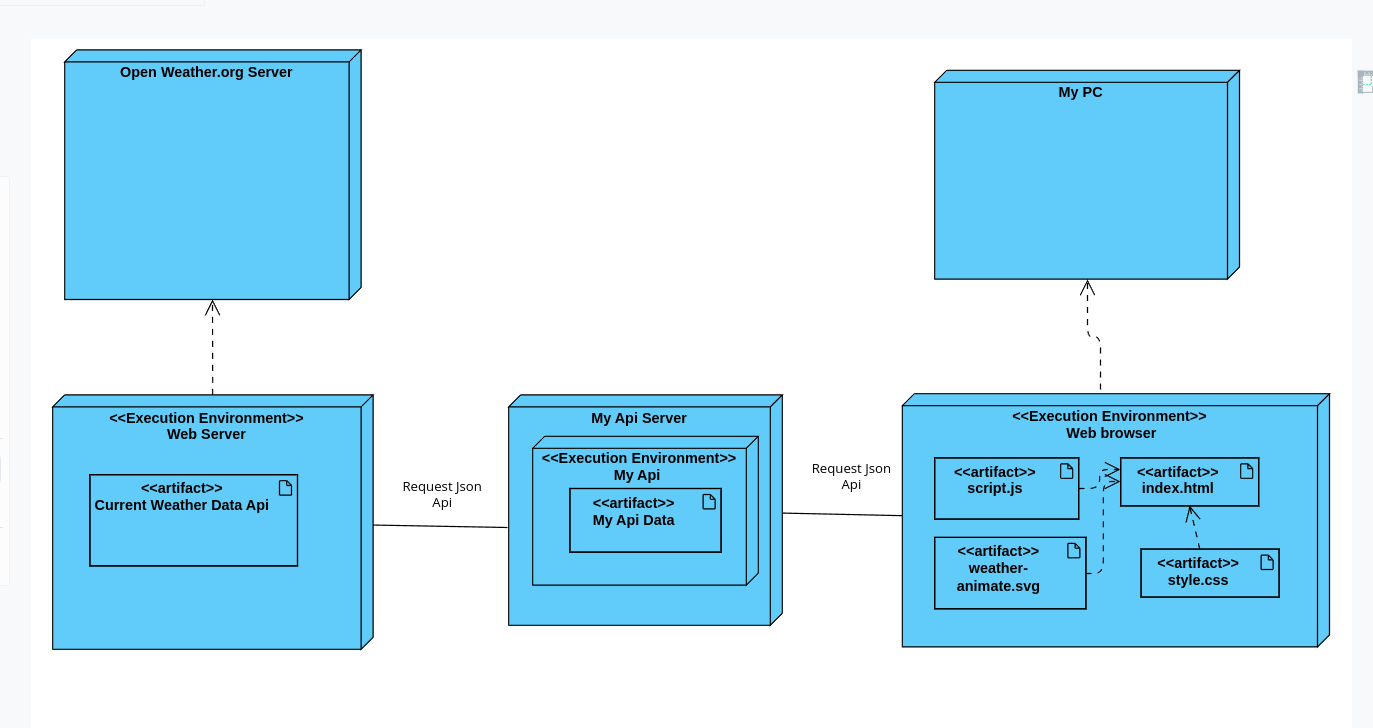 Open Weather.org Server
My PC
<<Execution Environment>>
Web Server
<<artifact>>
Current Weather Data Api
Request Json
Api
My Api Server
<<Execution Environment>>
My Api
<<artifact>>
My Api Data
Request Json
Api
<<Execution Environment>>
Web browser
<<artifact>>
script.js
<<artifact>>
index.html
<<artifact>>
weather-
animate.svg
<<artifact>>
style.css